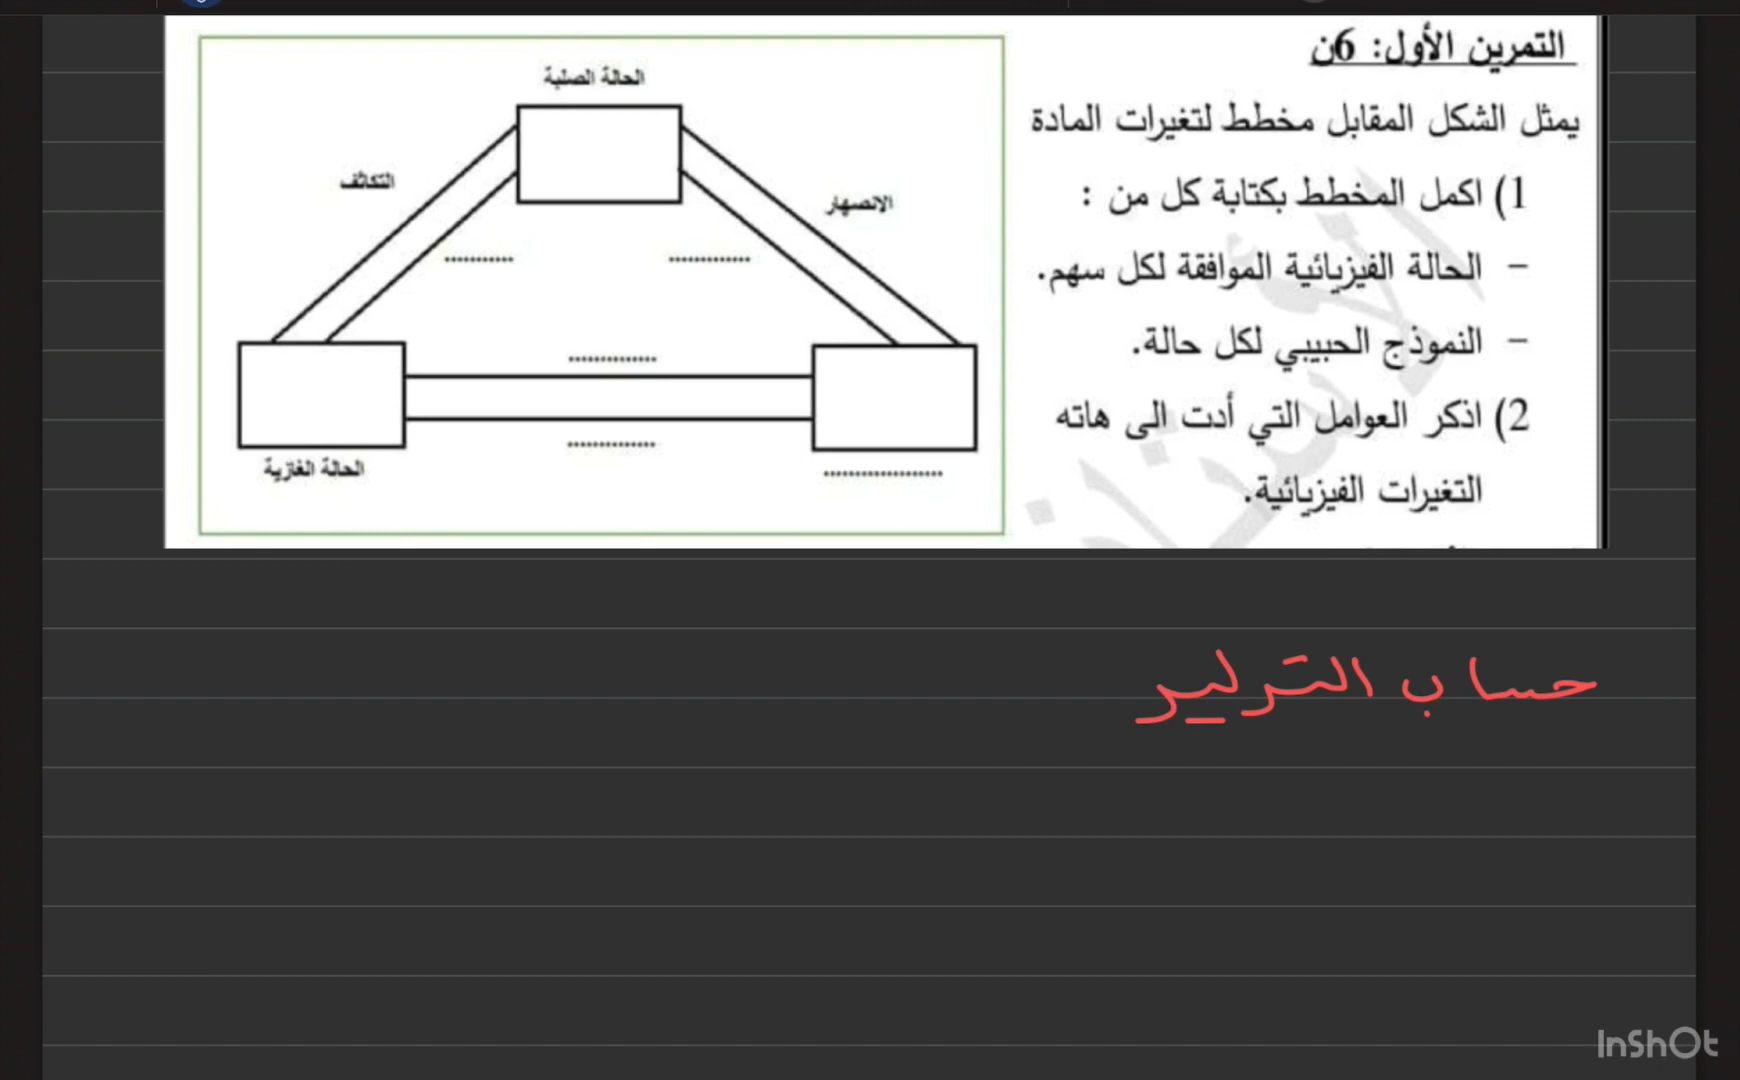 التمرين الأول: 6ن
يمثل الشكل المقابل مخطط لتغيرات المادة
1) اكمل المخطط بكتابة كل من :
- الحالة الفيزيائية الموافقة لكل سهم.
- النموذج الحبيبي لكل حالة.
2) اذكر العوامل التي أدت الى هاته
التغيرات الفيزيائية.
الحالة الصلبة
التكاثف
الانصهار
............
.............
..............
..............
الحالة الغازية
...................
حساب التركيز
InShOt